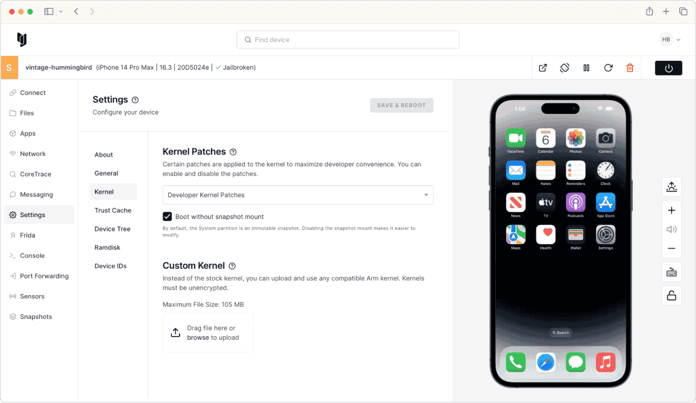 Find device
HB
S
vintage-hummingbird (iPhone 14 Pro Max | 16.3 | 20D5024e | ✓ Jailbroken)
Connect
Files
Apps
Network
CoreTrace
Messaging
Settings
Frida
Console
Port Forwarding
Sensors
Snapshots
Settings
Configure your device
SAVE & REBOOT
About
General
Kernel
Trust Cache
Device Tree
Ramdisk
Device IDs
Kernel Patches
Certain patches are applied to the kernel to maximize developer convenience. You can
enable and disable the patches.
Developer Kernel Patches
Boot without snapshot mount
By default, the System partition is an immutable snapshot. Disabling the snapshot mount makes it easier to
modify.
Custom Kernel
Instead of the stock kernel, you can upload and use any compatible Arm kernel. Kernels
must be unencrypted.
Maximum File Size: 105 MB
Drag file here or
browse to upload
1:06
MON
6
FaceTime Calendar Photos Camera
Mail Notes Reminders Clock
tv
News TV Podcasts App Store
Maps Health Wallet Settings
Search